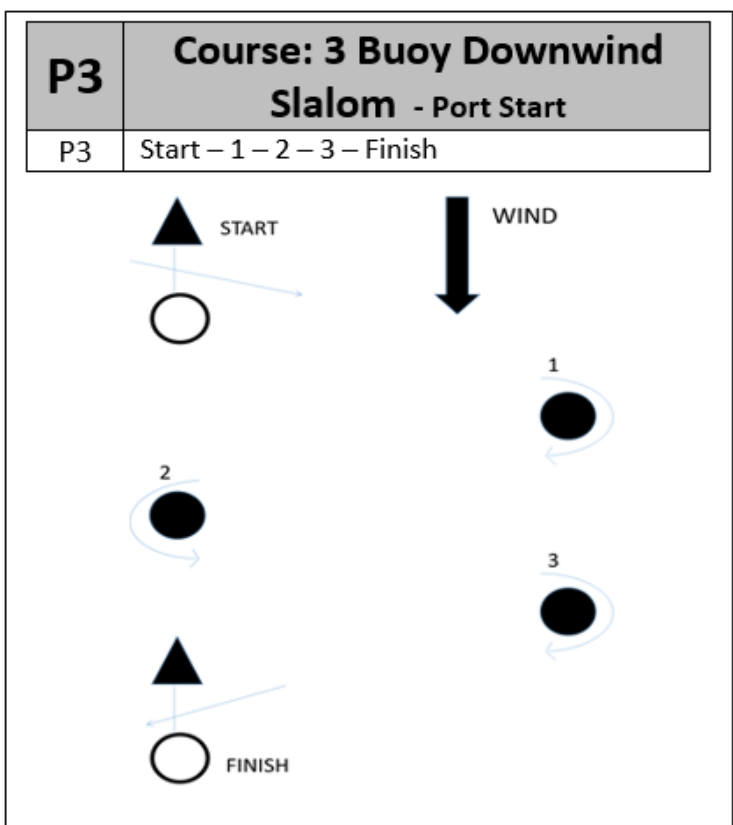 P3
Course: 3 Buoy Downwind
Slalom - Port Start
P3
Start – 1 – 2 – 3 – Finish
START
WIND
1
2
3
FINISH